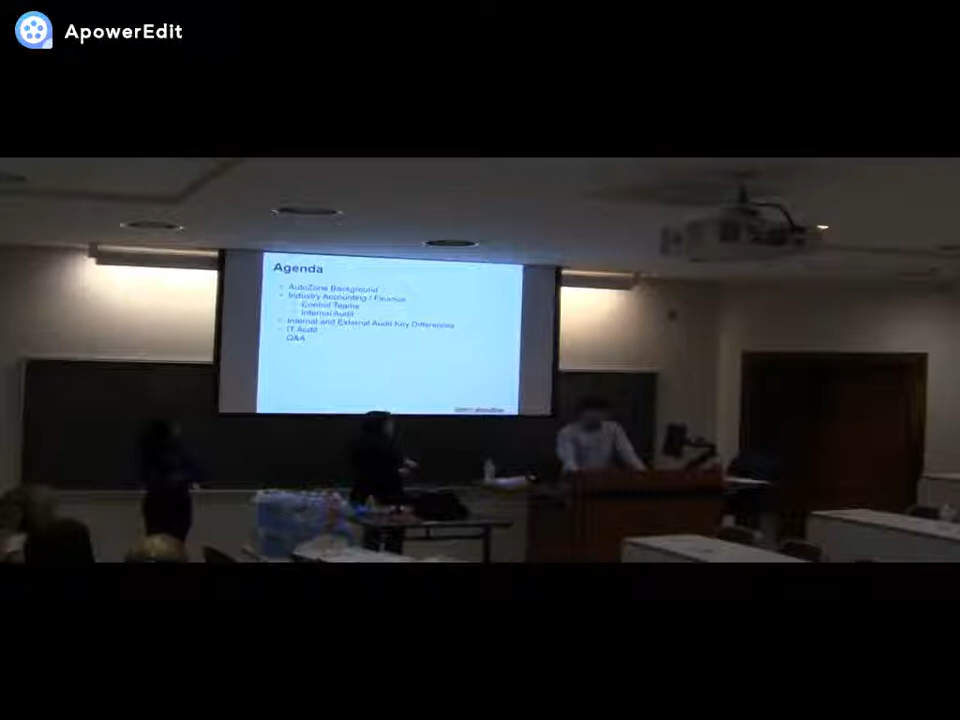 ApowerEdit
Agenda
AutoZone Background
Industry Accounting / Finance
Control Teams
Internal Audit
Internal and External Audit Key Differences
IT Audit
Q&A